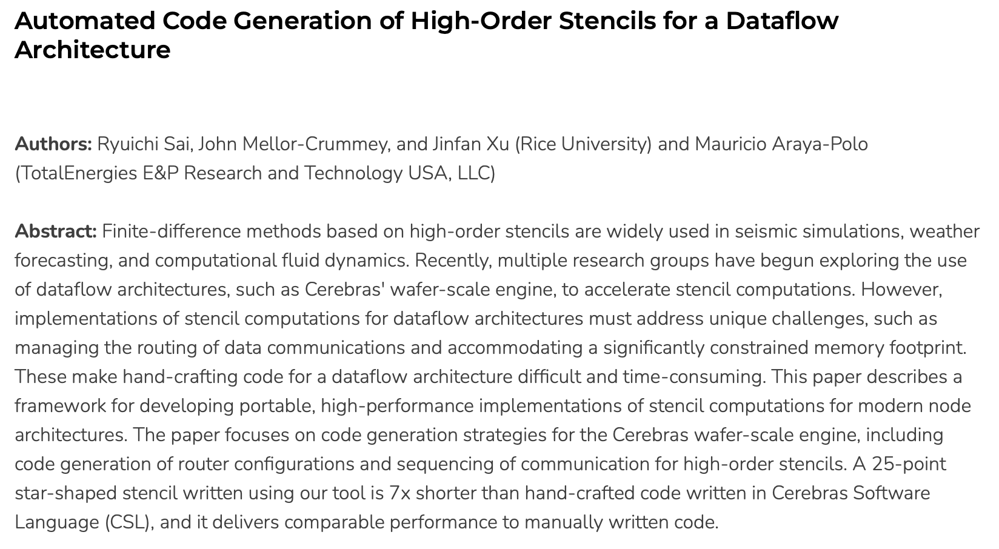 Automated Code Generation of High-Order Stencils for a Dataflow
Architecture
Authors: Ryuichi Sai, John Mellor-Crummey, and Jinfan Xu (Rice University) and Mauricio Araya-Polo
(TotalEnergies E&P Research and Technology USA, LLC)
Abstract: Finite-difference methods based on high-order stencils are widely used in seismic simulations, weather
forecasting, and computational fluid dynamics. Recently, multiple research groups have begun exploring the use
of dataflow architectures, such as Cerebras' wafer-scale engine, to accelerate stencil computations. However,
implementations of stencil computations for dataflow architectures must address unique challenges, such as
managing the routing of data communications and accommodating a significantly constrained memory footprint.
These make hand-crafting code for a dataflow architecture difficult and time-consuming. This paper describes a
framework for developing portable, high-performance implementations of stencil computations for modern node
architectures. The paper focuses on code generation strategies for the Cerebras wafer-scale engine, including
code generation of router configurations and sequencing of communication for high-order stencils. A 25-point
star-shaped stencil written using our tool is 7x shorter than hand-crafted code written in Cerebras Software
Language (CSL), and it delivers comparable performance to manually written code.